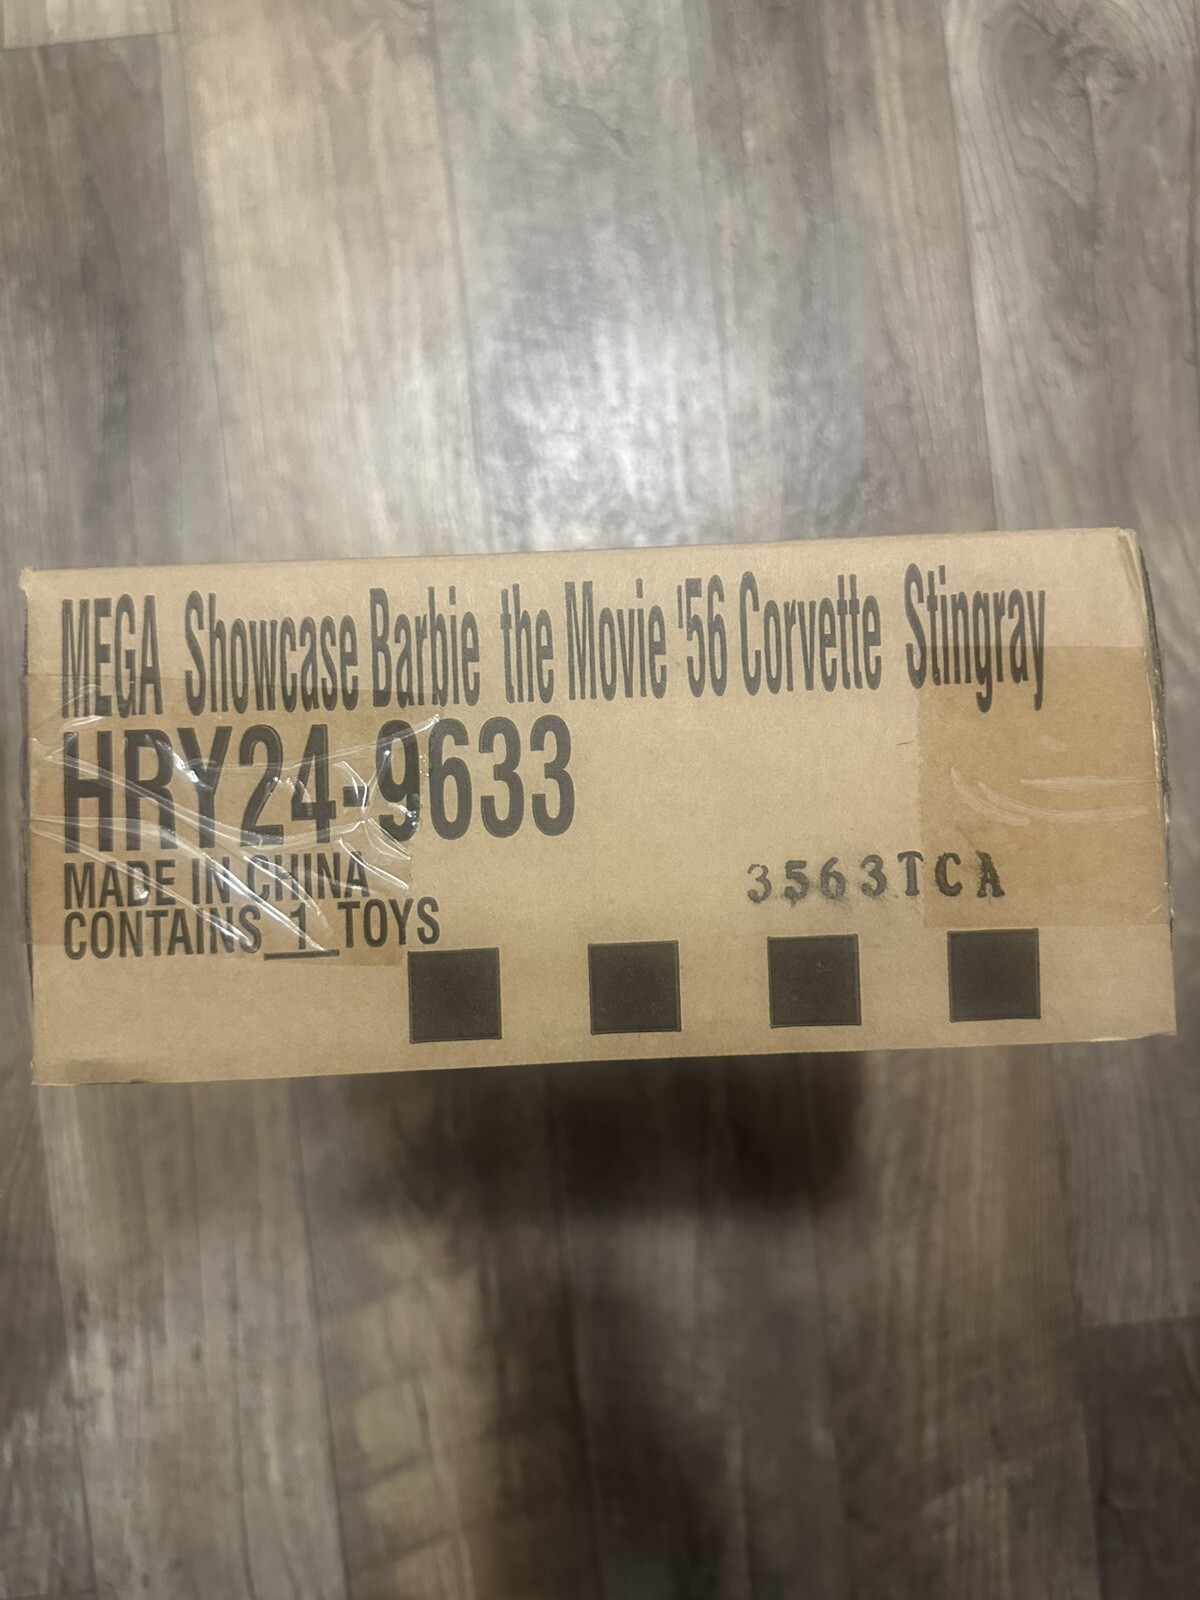 MEGA Showcase Barbie the Movie '56 Corvette Stingray
HRY24-9633
MADE IN CHINA
CONTAINS 1 TOYS
3563TCA